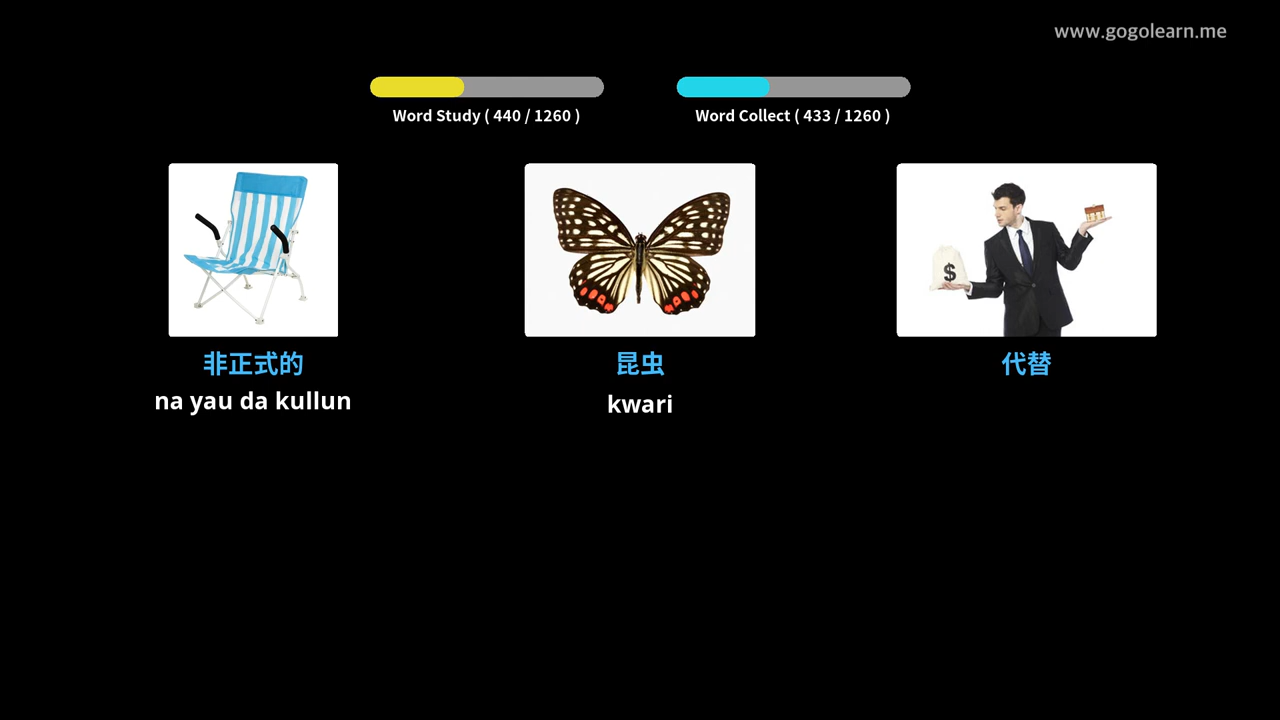 www.gogolearn.me
Word Study ( 440 / 1260 )
Word Collect ( 433 / 1260 )
$
非正式的
昆虫
代替
na yau da kullun
kwari